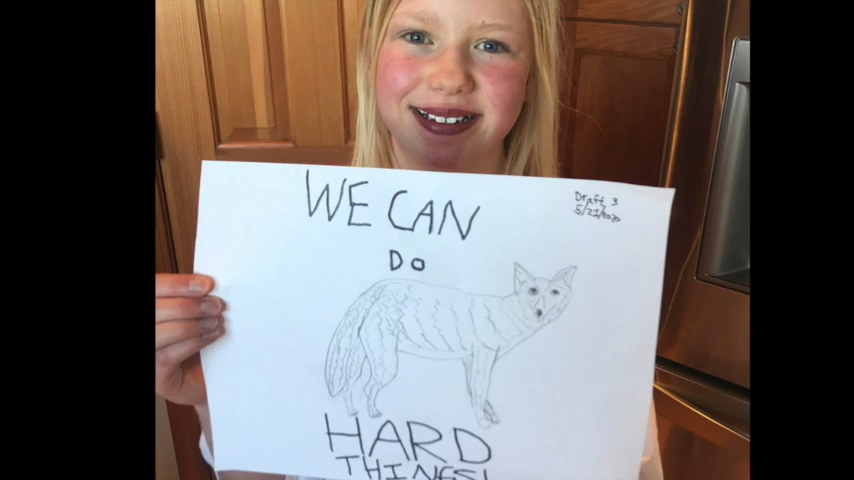 WE CAN
Draft 3
5/21/2020
DO
HARD
THINGS!